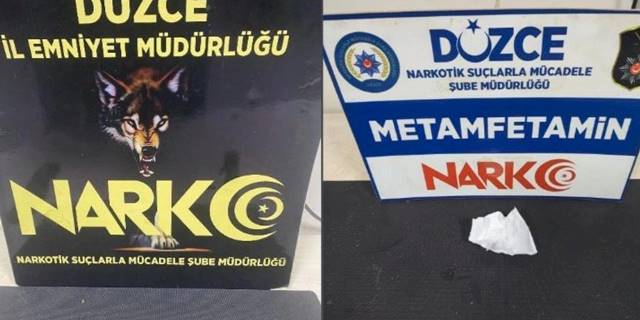 DÜZCE
İL EMNİYET MÜDÜRLÜĞÜ
NARKO
NARKOTİK SUÇLARLA MÜCADELE ŞUBE MÜDÜRLÜĞÜ
DÜZCE
NARKOTİK SUÇLARLA MÜCADELE
ŞUBE MÜDÜRLÜĞÜ
METAMFETAMİN
NARKO